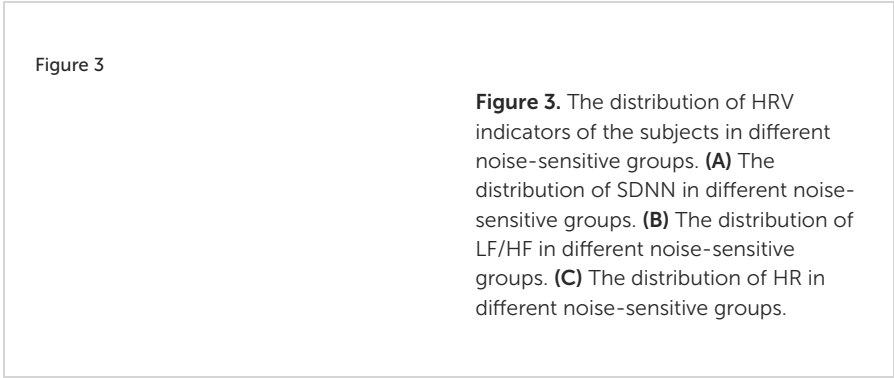 Figure 3
Figure 3. The distribution of HRV
indicators of the subjects in different
noise-sensitive groups. (A) The
distribution of SDNN in different noise-
sensitive groups. (B) The distribution of
LF/HF in different noise-sensitive
groups. (C) The distribution of HR in
different noise-sensitive groups.